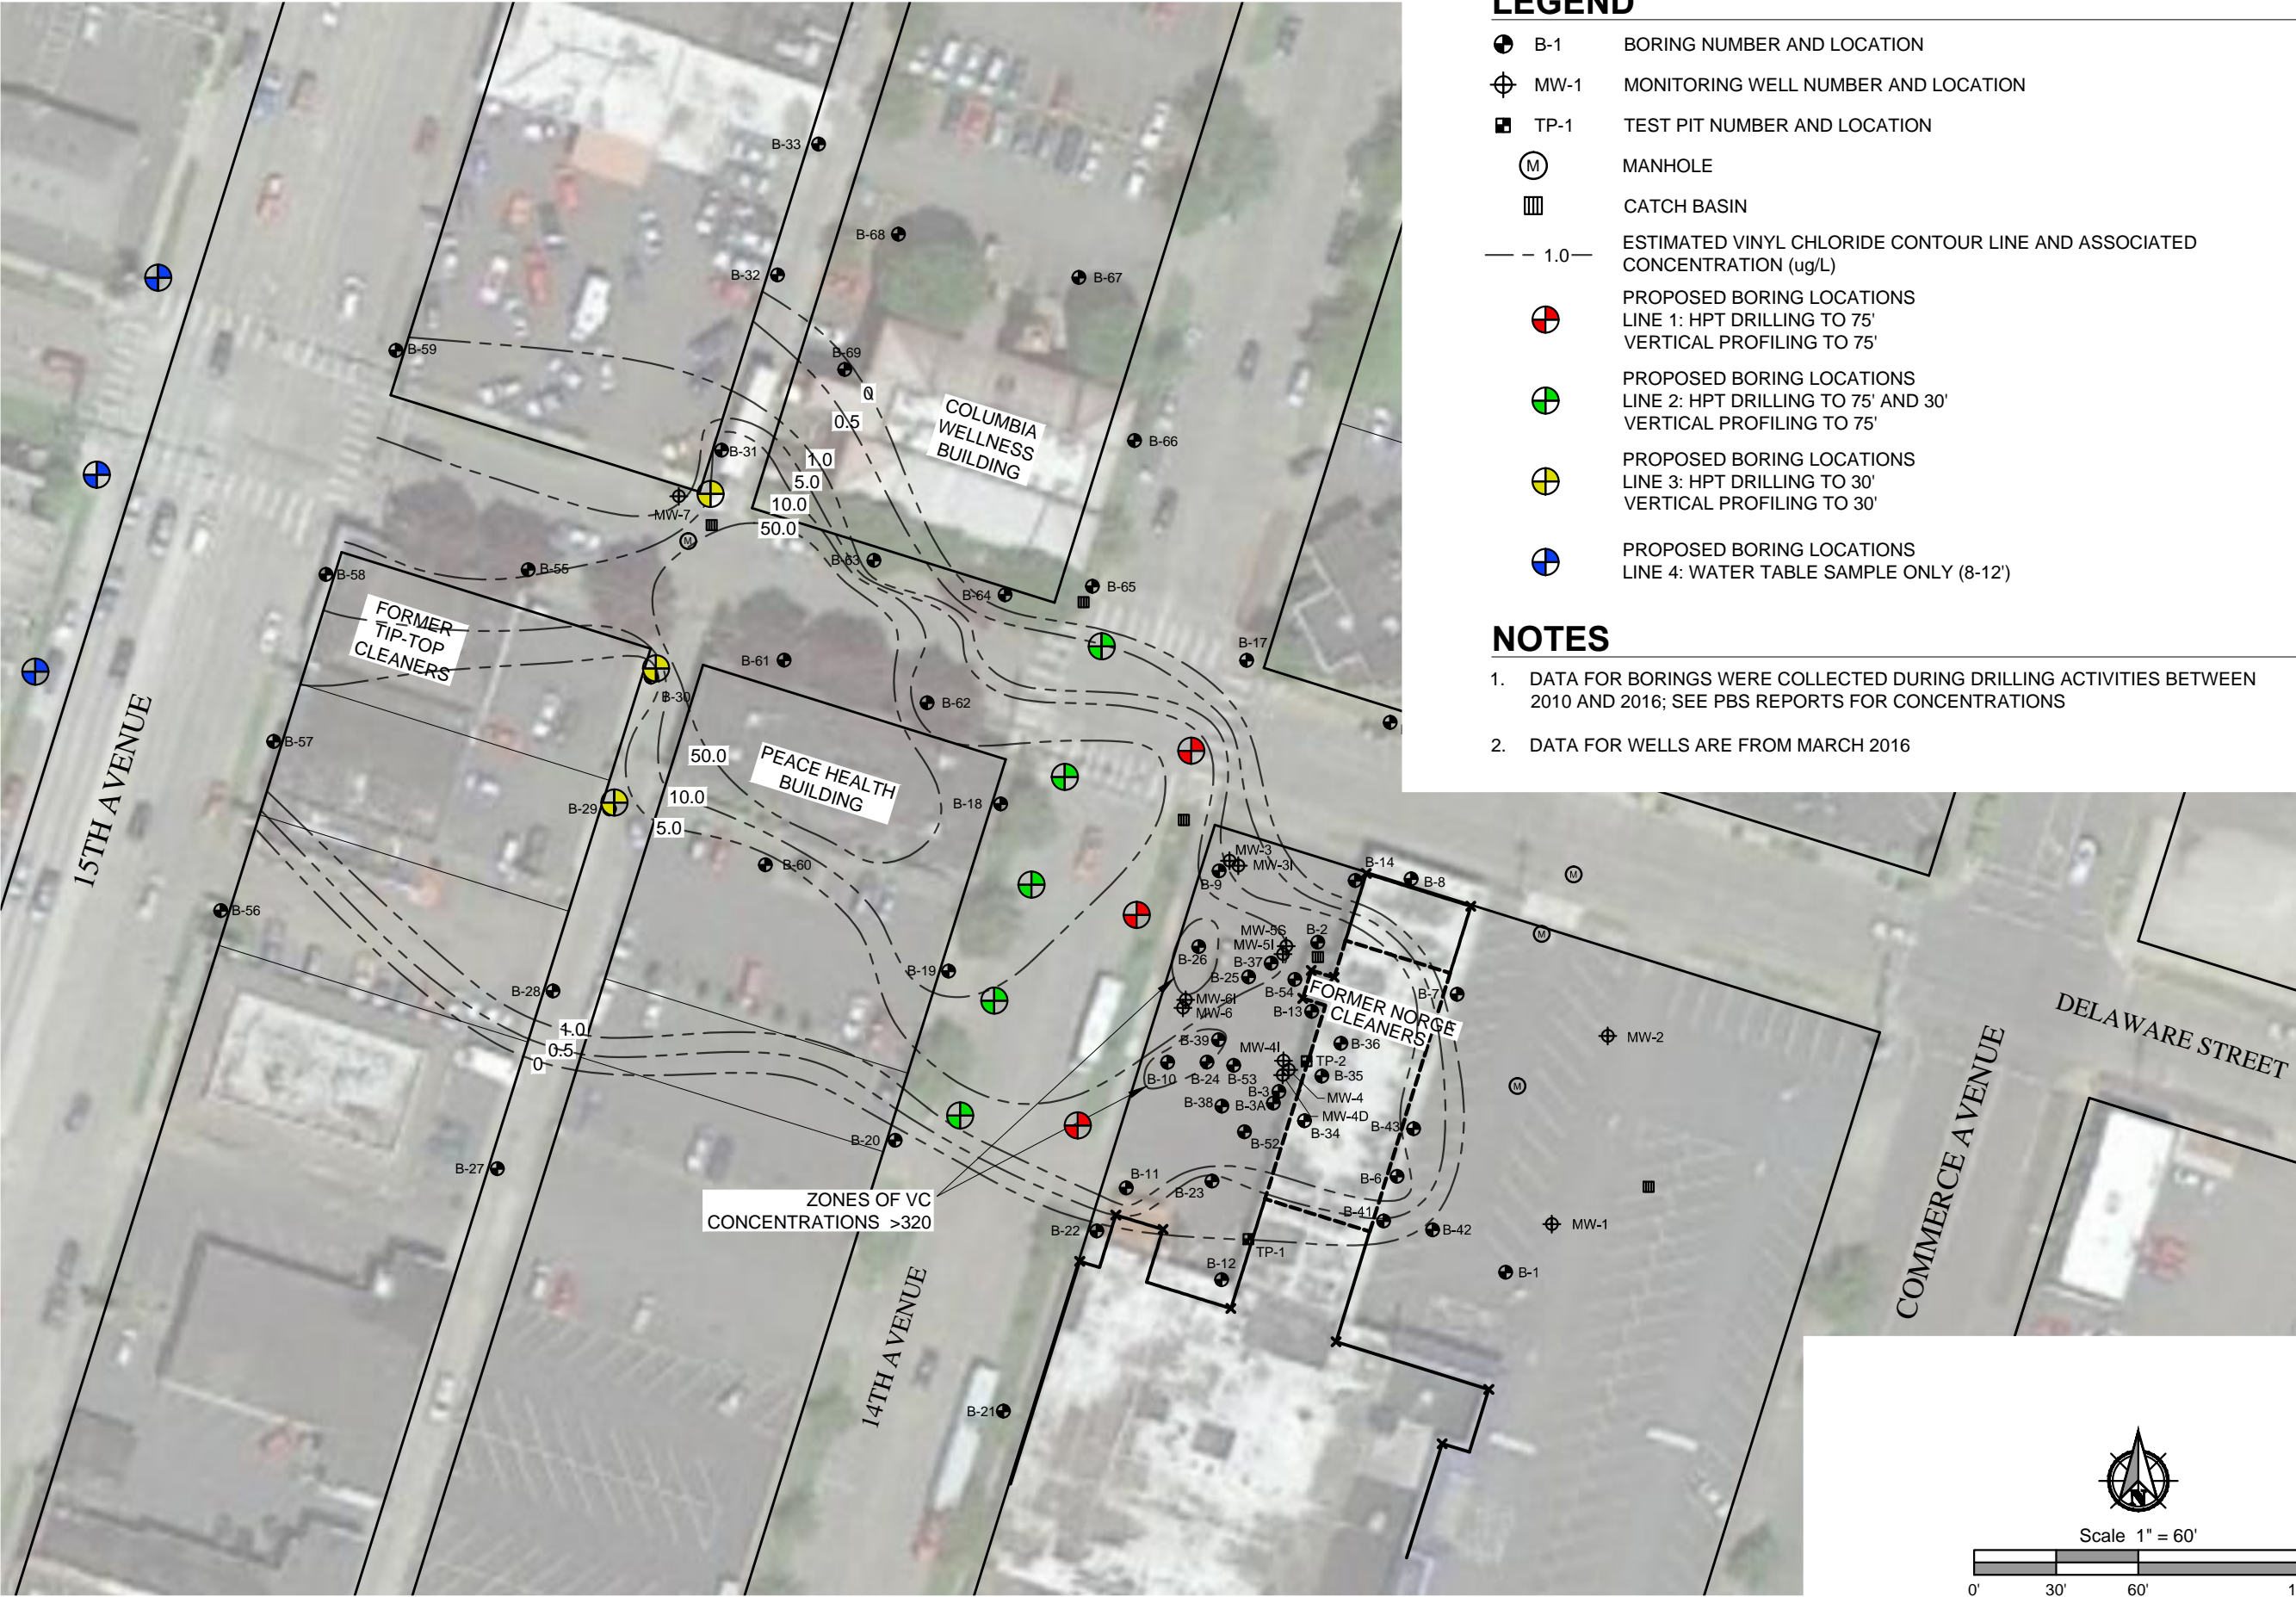 LEGEND
B-1 BORING NUMBER AND LOCATION
MW-1 MONITORING WELL NUMBER AND LOCATION
TP-1 TEST PIT NUMBER AND LOCATION
M MANHOLE
CATCH BASIN
1.0 ESTIMATED VINYL CHLORIDE CONTOUR LINE AND ASSOCIATED
CONCENTRATION (ug/L)
PROPOSED BORING LOCATIONS
LINE 1: HPT DRILLING TO 75'
VERTICAL PROFILING TO 75'
PROPOSED BORING LOCATIONS
LINE 2: HPT DRILLING TO 75' AND 30'
VERTICAL PROFILING TO 75'
PROPOSED BORING LOCATIONS
LINE 3: HPT DRILLING TO 30'
VERTICAL PROFILING TO 30'
PROPOSED BORING LOCATIONS
LINE 4: WATER TABLE SAMPLE ONLY (8-12')
NOTES
1. DATA FOR BORINGS WERE COLLECTED DURING DRILLING ACTIVITIES BETWEEN
2010 AND 2016; SEE PBS REPORTS FOR CONCENTRATIONS
2. DATA FOR WELLS ARE FROM MARCH 2016
B-33
B-68
B-32
B-67
B-59
B-69
0
0.5
COLUMBIA
WELLNESS
BUILDING
B-66
B-31
1.0
5.0
10.0
50.0
MW-7
M
B-63
B-55
B-58
B-64
B-65
FORMER
TIP-TOP
CLEANERS
B-17
B-61
B-30
B-62
B-57
50.0
PEACE HEALTH
BUILDING
10.0
B-18
B-29
5.0
15TH AVENUE
B-60
MW-3
MW-3I
B-9
B-14
B-8
M
B-56
MW-5S
MW-5I
B-2
M
B-26
B-37
B-25
B-19
B-54
B-28
MW-6I
MW-6
FORMER NORGE
CLEANERS
B-7
B-13
DELAWARE STREET
1.0
0.5
0
B-39
MW-4I
B-36
MW-2
TP-2
B-10
B-24
B-53
B-35
M
B-3
MW-4
B-38
B-3A
MW-4D
B-34
B-43
B-20
B-52
B-27
B-11
B-23
B-6
ZONES OF VC
CONCENTRATIONS >320
B-22
B-41
B-42
MW-1
TP-1
B-12
B-1
COMMERCE AVENUE
14TH AVENUE
B-21
N
Scale 1" = 60'
0' 30' 60'